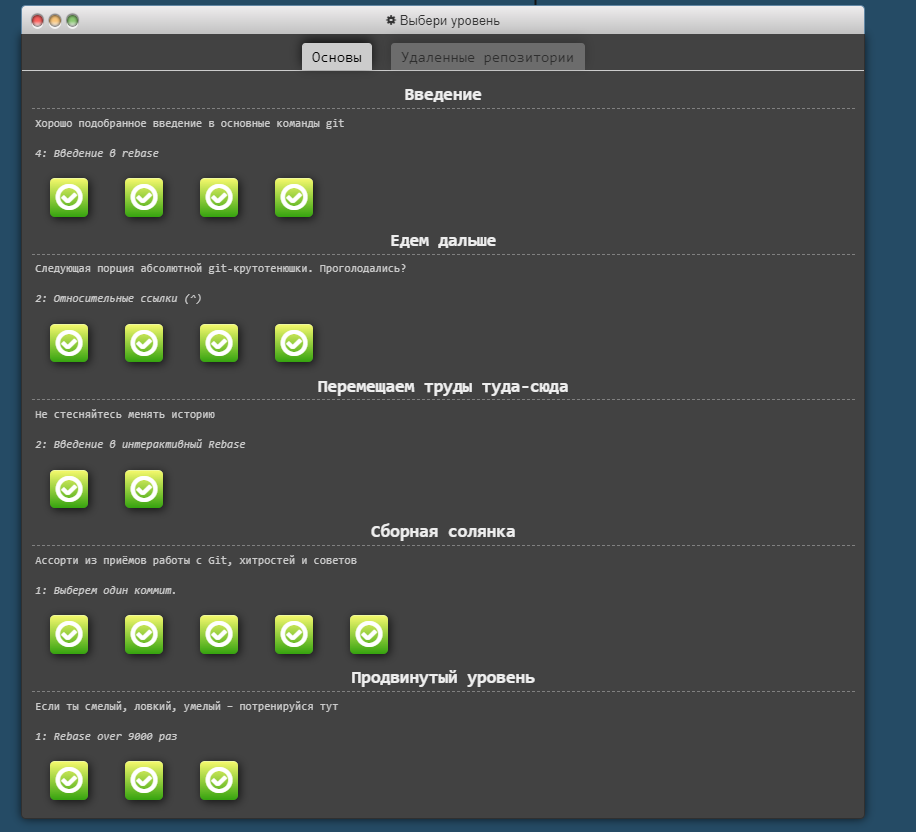 Выбери уровень
Основы
Удаленные репозитории
Введение
Хорошо подобранное введение в основные команды git
4: Введение в rebase
Едем дальше
Следующая порция абсолютной git-крутотенюшки. Проголодались?
2: Относительные ссылки (^)
Перемещаем труды туда-сюда
Не стесняйтесь менять историю
2: Введение в интерактивный Rebase
Сборная солянка
Ассорти из приёмов работы с Git, хитростей и советов
1: Выберем один коммит.
Продвинутый уровень
Если ты смелый, ловкий, умелый – потренируйся тут
1: Rebase over 9000 раз